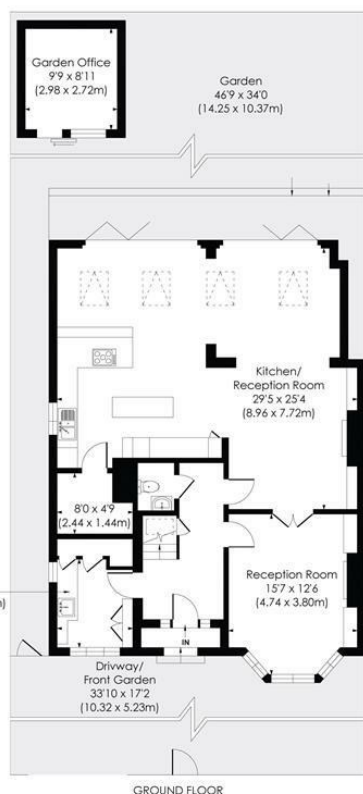 Garden Office
9'9 x 8'11
(2.98 x 2.72m)
Garden
46'9 x 34'0
(14.25 x 10.37m)
Kitchen/
Reception Room
29'5 x 25'4
(8.96 x 7.72m)
8'0 x 4'9
(2.44 x 1.44m)
Reception Room
15'7 x 12'6
(4.74 x 3.80m)
)
IN
Drivway/
Front Garden
33'10 x 17'2
(10.32 x 5.23m)
GROUND FLOOR